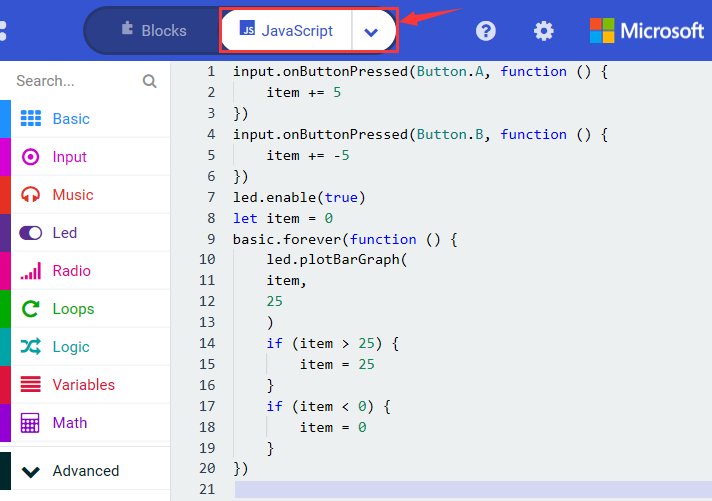 Blocks
JS JavaScript
?
Microsoft
Search...
Basic
Input
Music
Led
Radio
Loops
Logic
Variables
Math
Advanced
1 input.onButtonPressed(Button.A, function () {
2     item += 5
3 })
4 input.onButtonPressed(Button.B, function () {
5     item += -5
6 })
7 led.enable(true)
8 let item = 0
9 basic.forever(function () {
10     led.plotBarGraph(
11     item,
12     25
13     )
14     if (item > 25) {
15         item = 25
16     }
17     if (item < 0) {
18         item = 0
19     }
20 })
21